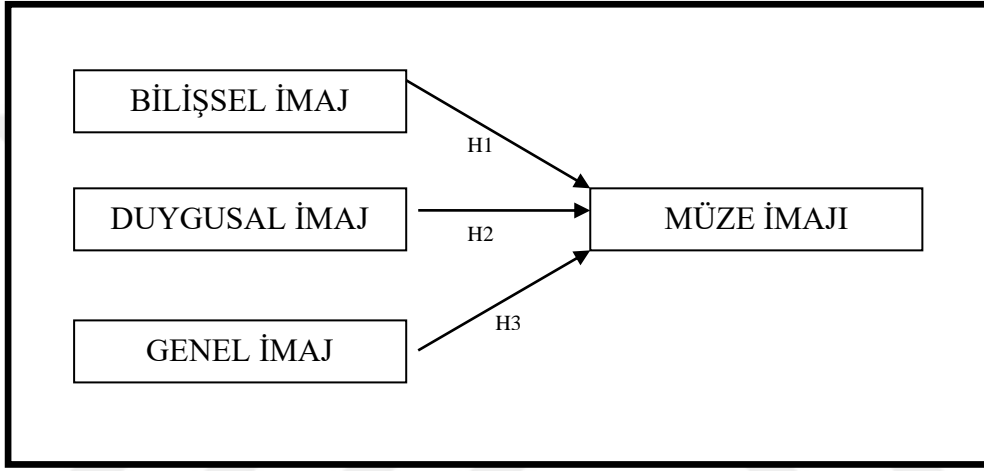 BİLİŞSEL İMAJ
H1
DUYGUSAL İMAJ
H2
MÜZE İMAJI
H3
GENEL İMAJ